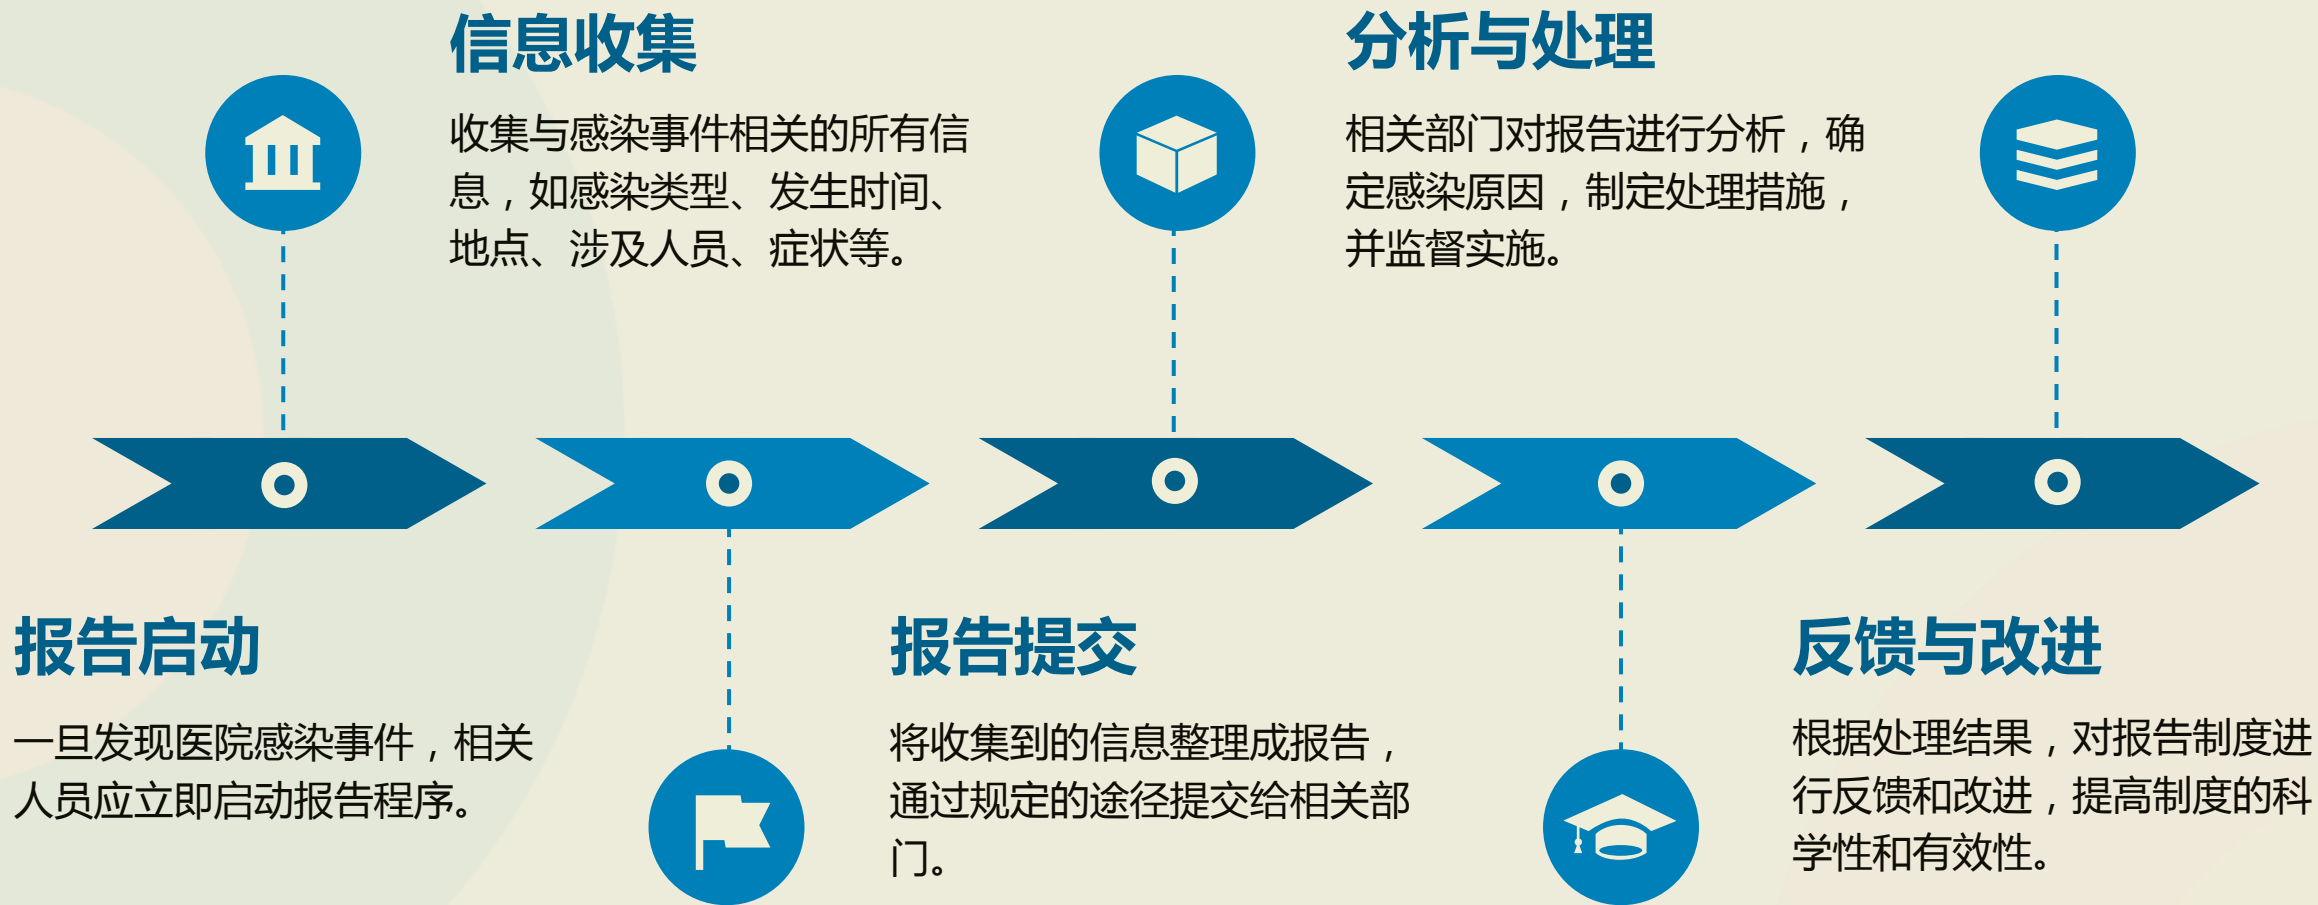 信息收集
收集与感染事件相关的所有信
息，如感染类型、发生时间、
地点、涉及人员、症状等。
分析与处理
相关部门对报告进行分析，确
定感染原因，制定处理措施，
并监督实施。
报告启动
一旦发现医院感染事件，相关
人员应立即启动报告程序。
报告提交
将收集到的信息整理成报告，
通过规定的途径提交给相关部
门。
反馈与改进
根据处理结果，对报告制度进
行反馈和改进，提高制度的科
学性和有效性。